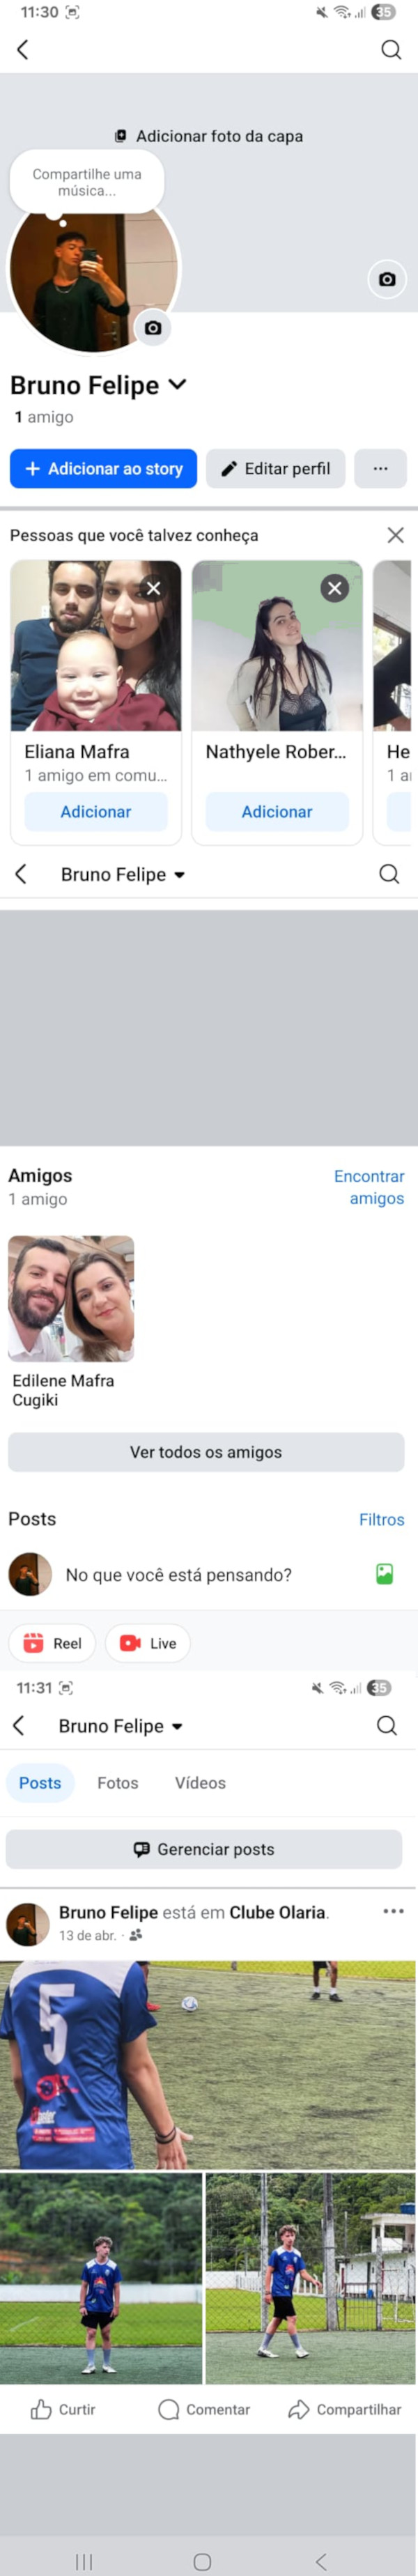 11:30
35
Adicionar foto da capa
Compartilhe uma
música...
Bruno Felipe
1 amigo
+ Adicionar ao story
Editar perfil
...
Pessoas que você talvez conheça
Eliana Mafra
1 amigo em comu...
Adicionar
Nathyele Rober...
Adicionar
He
1 a
Bruno Felipe
Amigos
Encontrar
amigos
1 amigo
Edilene Mafra
Cugiki
Ver todos os amigos
Posts
Filtros
No que você está pensando?
Reel
Live
11:31
35
Bruno Felipe
Posts
Fotos
Vídeos
Gerenciar posts
Bruno Felipe está em Clube Olaria.
13 de abr. ·
5
Curtir
Comentar
Compartilhar